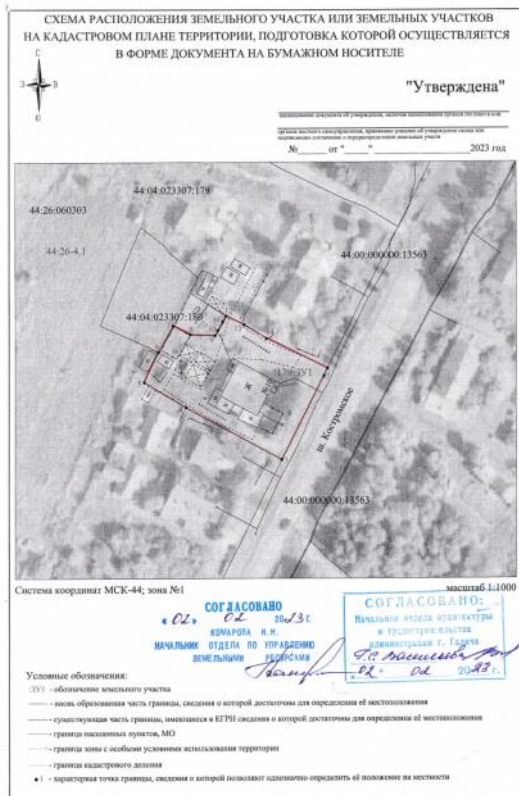 СХЕМА РАСПОЛОЖЕНИЯ ЗЕМЕЛЬНОГО УЧАСТКА ИЛИ ЗЕМЕЛЬНЫХ УЧАСТКОВ
НА КАДАСТРОВОМ ПЛАНЕ ТЕРРИТОРИИ, ПОДГОТОВКА КОТОРОЙ ОСУЩЕСТВЛЯЕТСЯ
В ФОРМЕ ДОКУМЕНТА НА БУМАЖНОМ НОСИТЕЛЕ
С
З В
"Утверждена"
№ от " " 2023 год
44:04:023307:179
44:26:060303
44:26-4.1
44:00:000000:13563
44:04:023307:180
Ж
ш. Костромское
44:00:000000:13563
Система координат МСК-44; зона №1
масштаб 1:1000
СОГЛАСОВАНО
«02» 02 2023 г
КОМАРОВА Н.Н.
НАЧАЛЬНИК ОТДЕЛА ПО УПРАВЛЕНИЮ
ЗЕМЕЛЬНЫМИ РЕСУРСАМИ
СОГЛАСОВАНО:
Начальник отдела архитектуры
и градостроительства
администрации г. Галича
Г.С. Васильева
"02" 02 2023 г.
Условные обозначения:
:ЗУ1 - обозначение земельного участка
- вновь образованная часть границы, сведения о которой достаточны для определения её местоположения
- существующая часть границы, имеющиеся в ЕГРН сведения о которой достаточны для определения её местоположения
- граница населенных пунктов, МО
- граница зоны с особыми условиями использования территории
- граница кадастрового деления
● 1 - характерная точка границы, сведения о которой позволяют однозначно определить её положение на местности